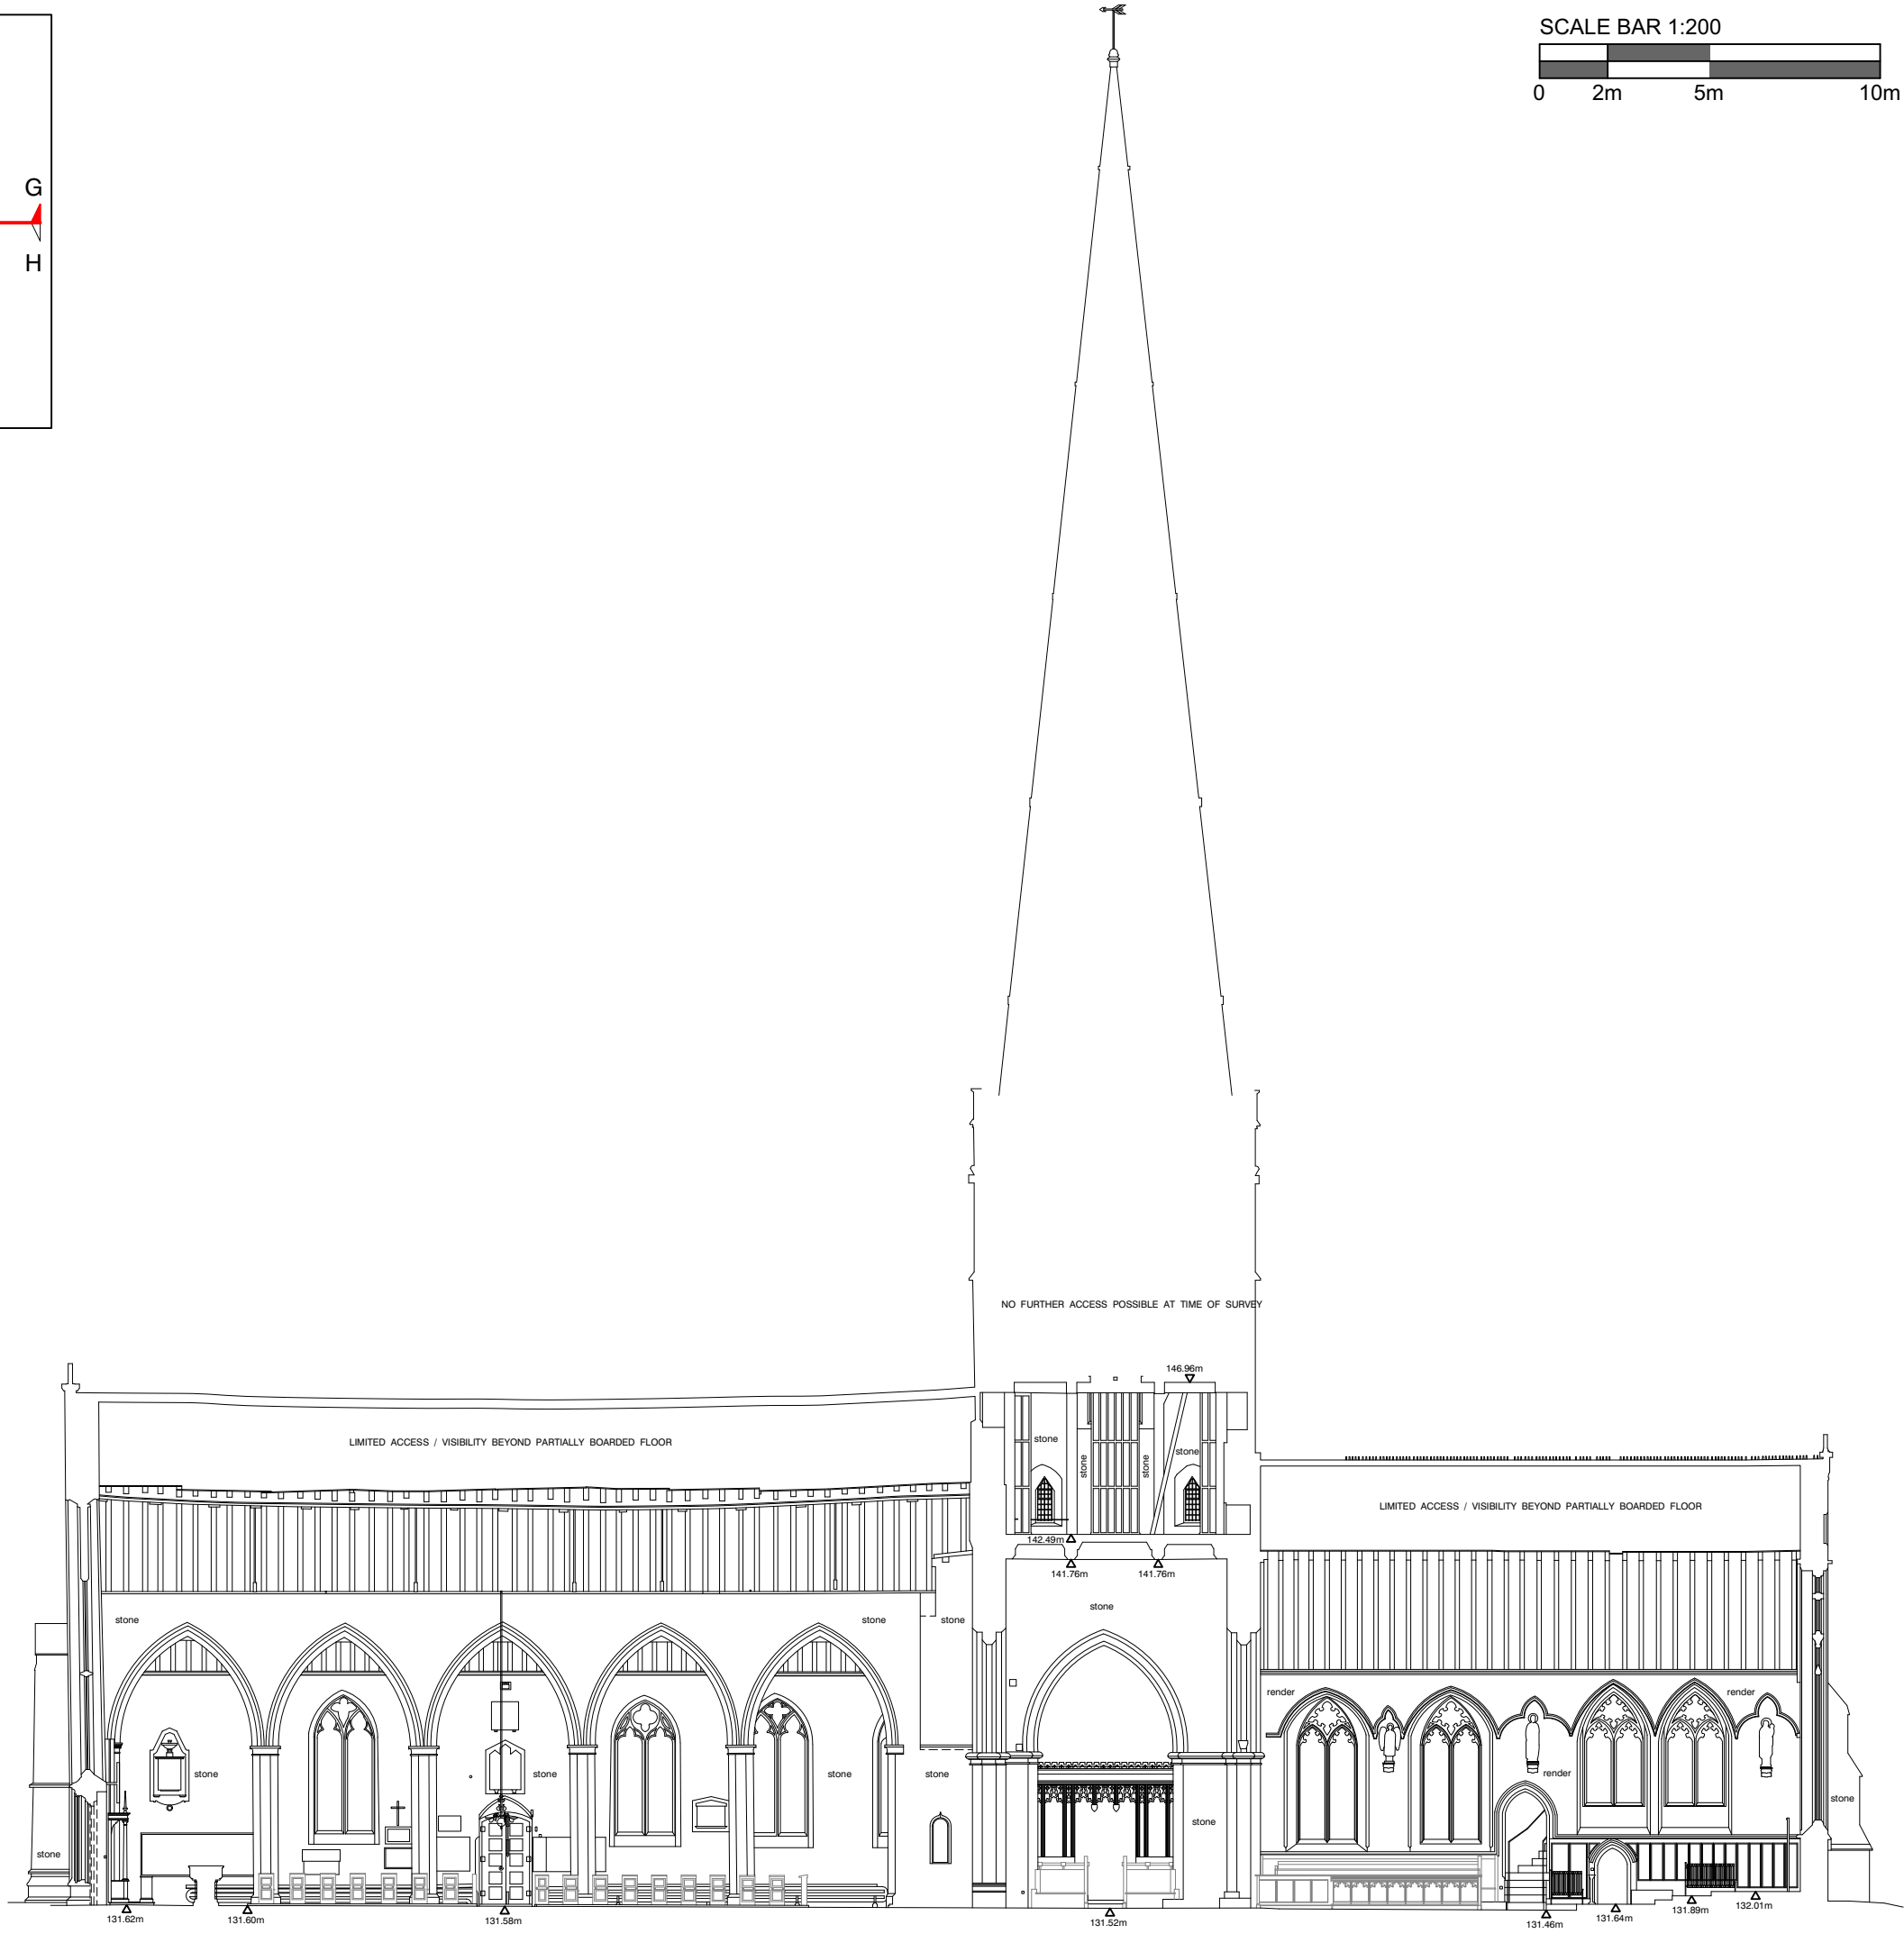 SCALE BAR 1:200
0 2m 5m 10m
G
H
NO FURTHER ACCESS POSSIBLE AT TIME OF SURVEY
146.96m
LIMITED ACCESS / VISIBILITY BEYOND PARTIALLY BOARDED FLOOR
stone stone stone stone
LIMITED ACCESS / VISIBILITY BEYOND PARTIALLY BOARDED FLOOR
142.49m
141.76m 141.76m
stone
stone stone stone
render render
stone stone stone stone render
stone
stone
stone
131.62m 131.60m 131.58m 131.52m 131.46m 131.64m 131.89m 132.01m